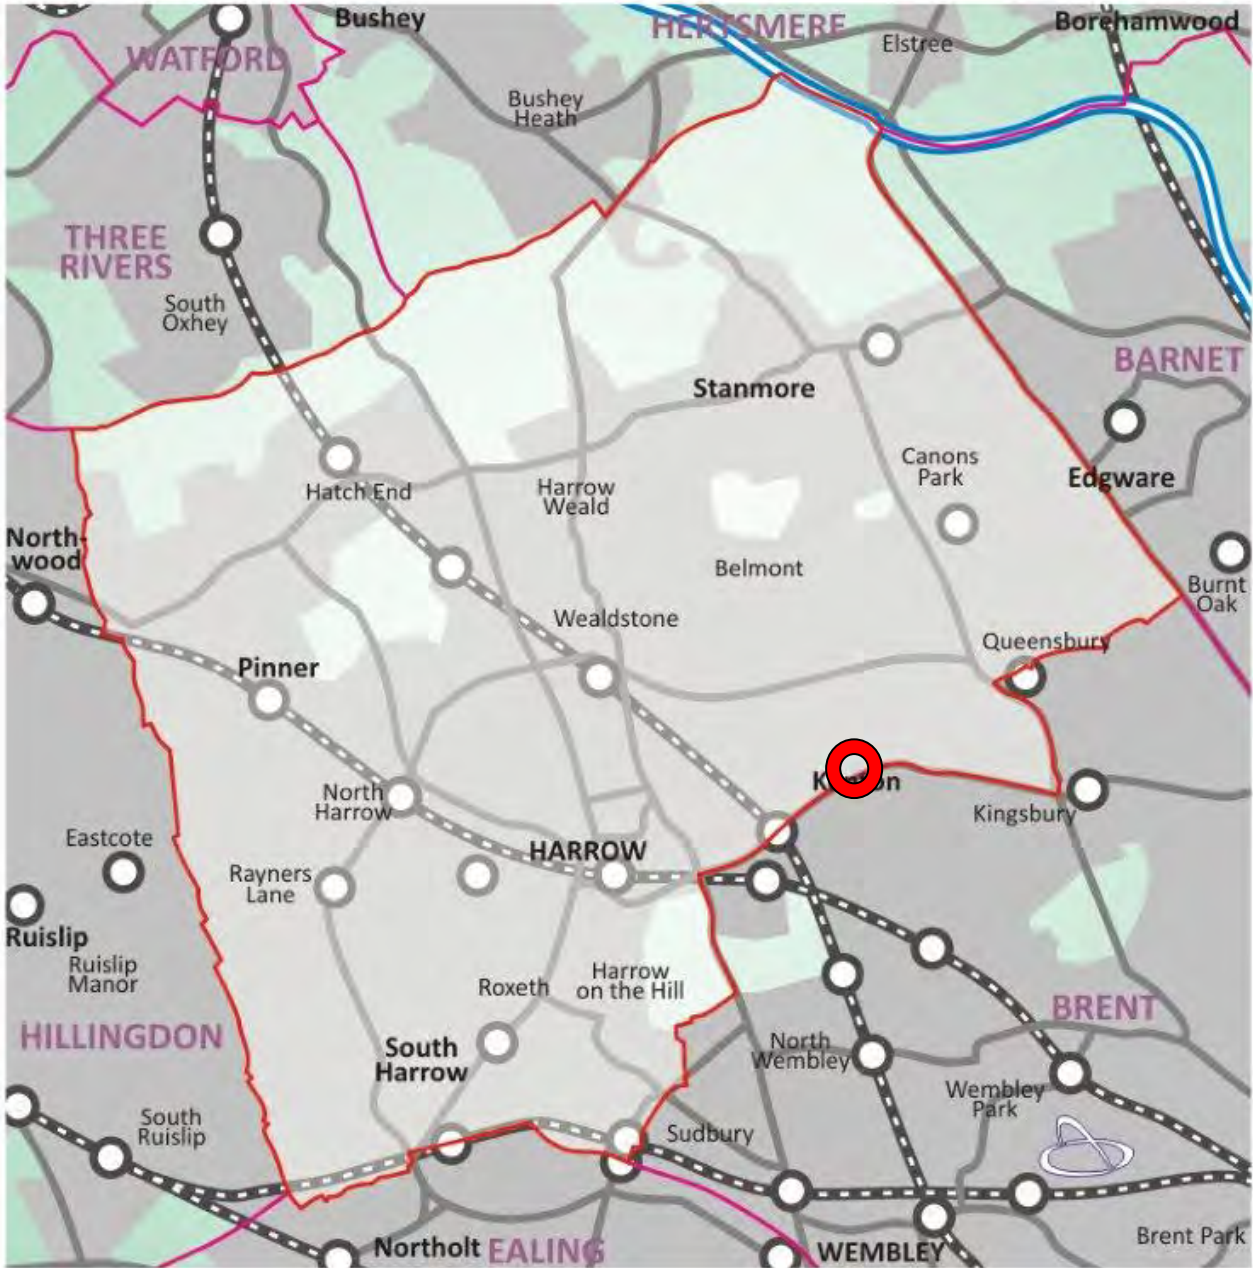 Bushey
HERTSMERE
Borehamwood
Elstree
WATFORD
Bushey
Heath
THREE
RIVERS
South
Oxhey
BARNET
Stanmore
Canons
Park
Edgware
Hatch End
Harrow
Weald
North-
wood
Belmont
Burnt
Oak
Wealdstone
Queensbury
Pinner
North
Harrow
Kingsbury
Eastcote
HARROW
Rayners
Lane
Ruislip
Ruislip
Manor
Roxeth
Harrow
on the Hill
BRENT
HILLINGDON
South
Harrow
North
Wembley
Wembley
Park
South
Ruislip
Sudbury
Brent Park
Northolt
EALING
WEMBLEY